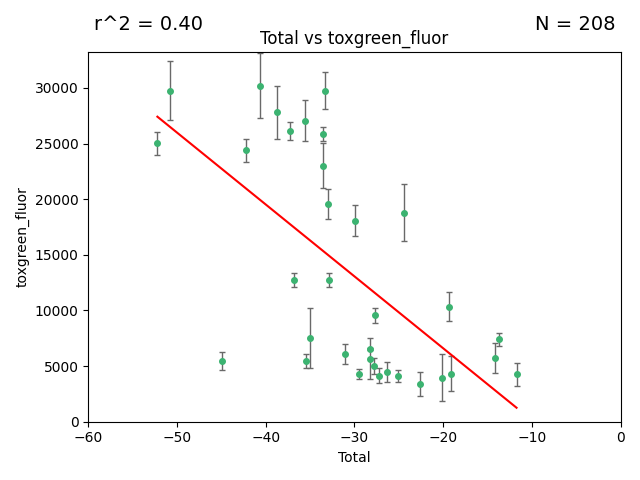 r^2 = 0.40
N = 208
Total vs toxgreen_fluor
30000
25000
20000
15000
10000
5000
0
toxgreen_fluor
−60
−50
−40
−30
−20
−10
0
Total